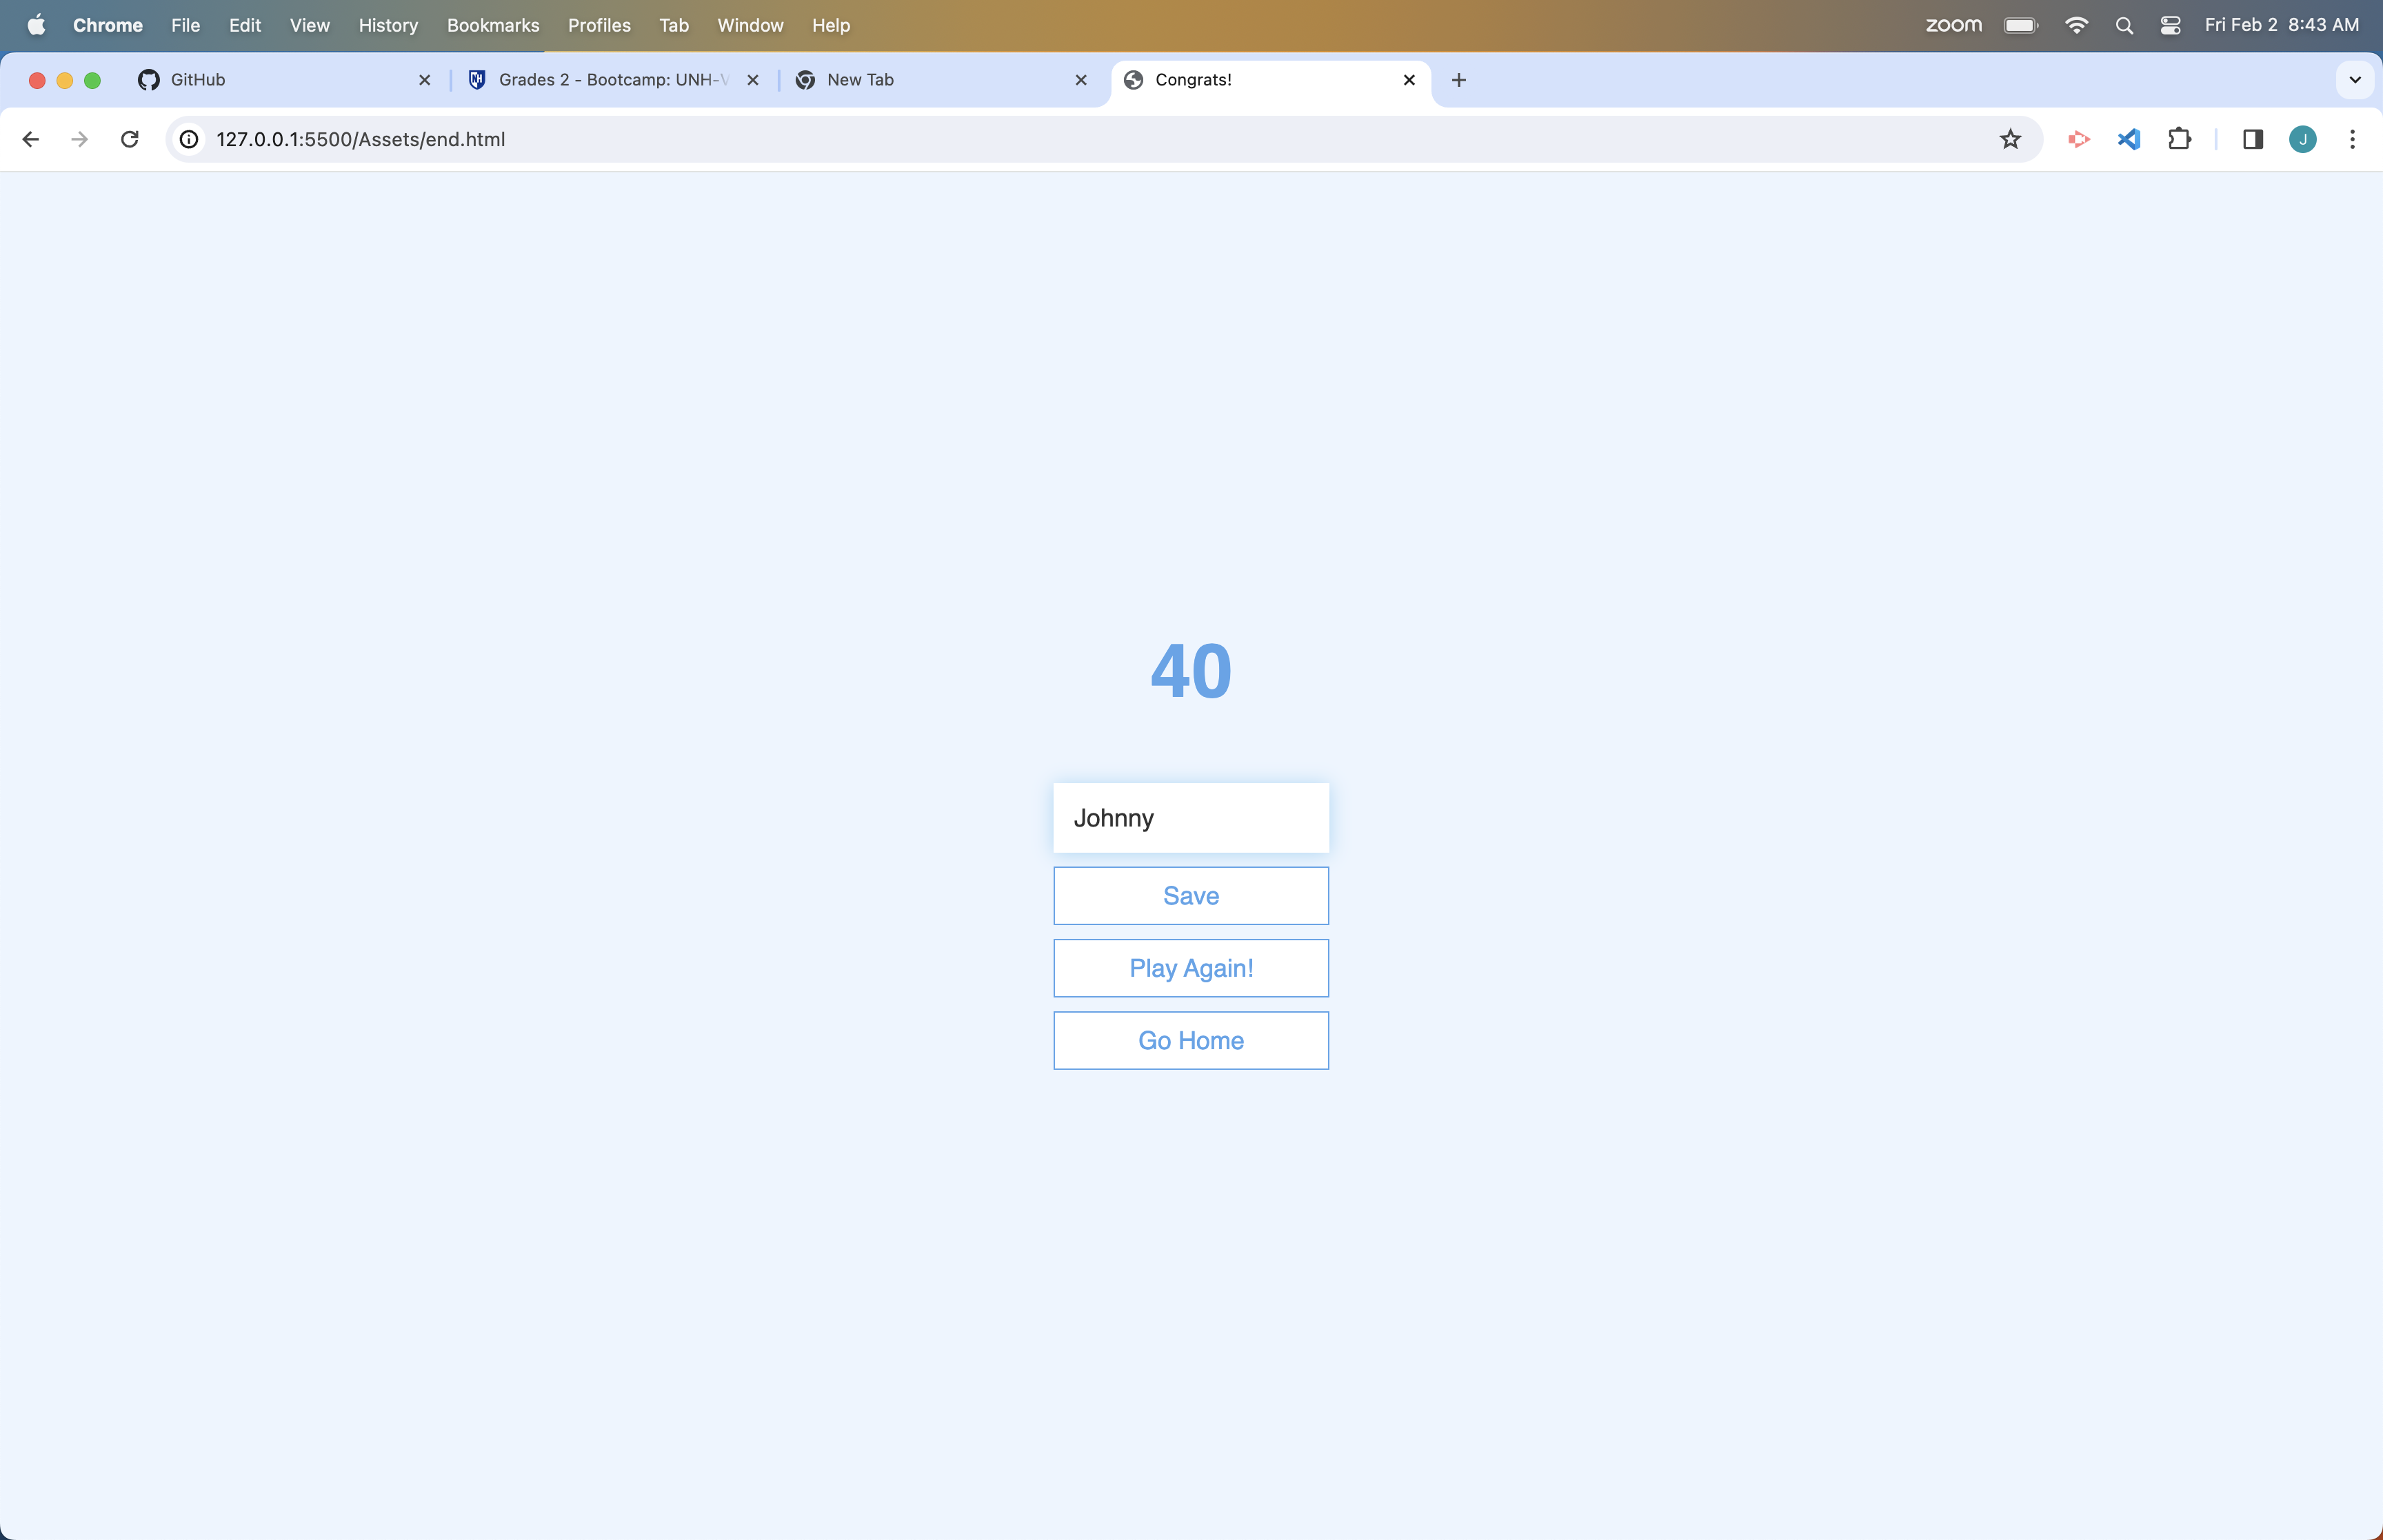 Chrome File Edit View History Bookmarks Profiles Tab Window Help zoom Fri Feb 2 8:43 AM
GitHub Grades 2 - Bootcamp: UNH-V New Tab Congrats!
127.0.0.1:5500/Assets/end.html J
40
Johnny
Save
Play Again!
Go Home